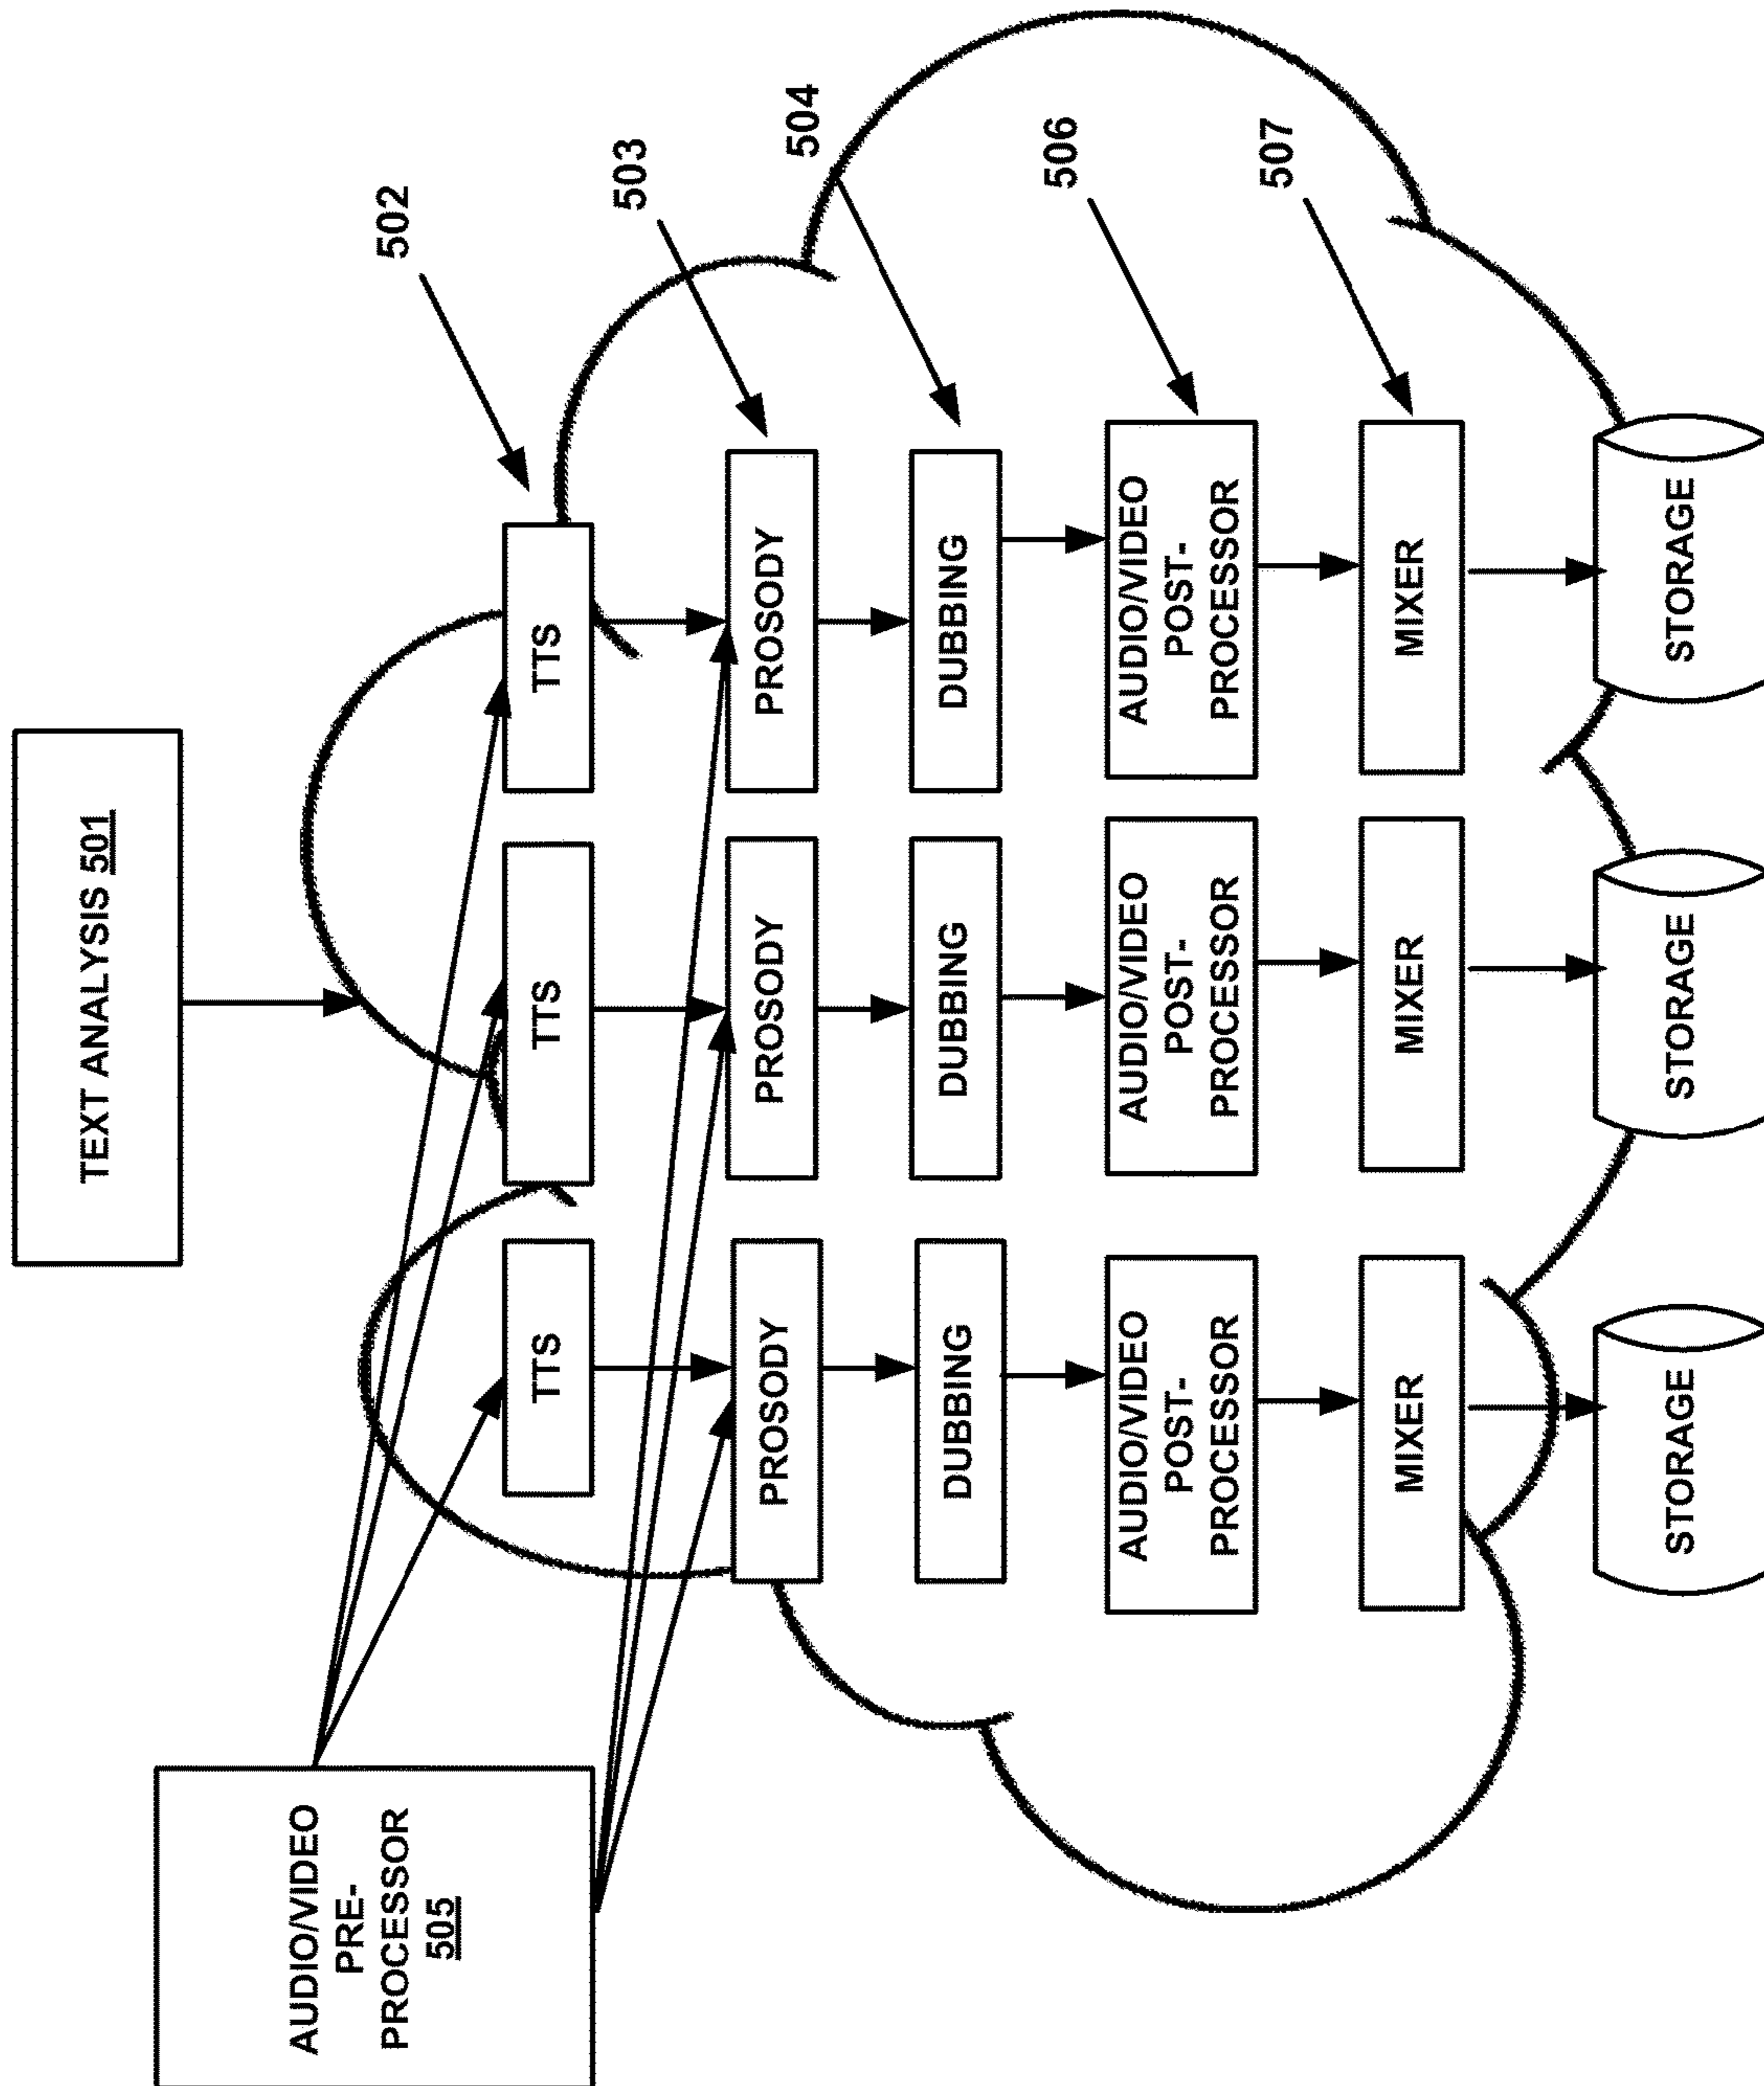 TEXT ANALYSIS 501
AUDIO/VIDEO
PRE-
PROCESSOR
505
502
TTS
TTS
TTS
503
PROSODY
PROSODY
PROSODY
504
DUBBING
DUBBING
DUBBING
506
AUDIO/VIDEO
POST-
PROCESSOR
AUDIO/VIDEO
POST-
PROCESSOR
AUDIO/VIDEO
POST-
PROCESSOR
507
MIXER
MIXER
MIXER
STORAGE
STORAGE
STORAGE